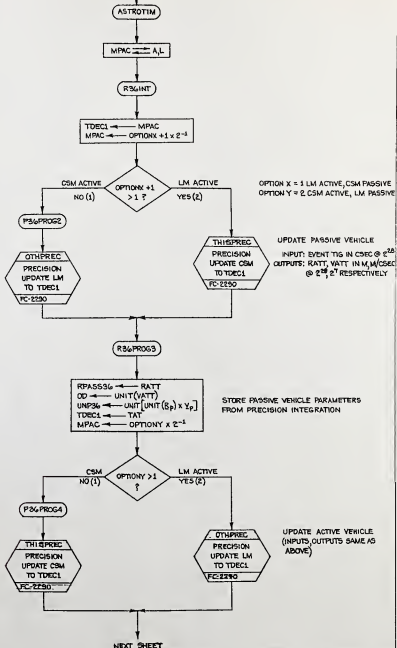 ASTROTIM
MPAC ⇄ A,L
R36INT
TDEC1 ← MPAC
MPAC ← OPTIONX +1 x 2⁻¹
OPTIONX +1
> 1 ?
CSM ACTIVE
NO (1)
LM ACTIVE
YES (2)
OPTION X = 1 LM ACTIVE, CSM PASSIVE
OPTION Y = 2 CSM ACTIVE, LM PASSIVE
P36PROG2
OTHPREC
PRECISION
UPDATE LM
TO TDEC1
FC-2290
THISPREC
PRECISION
UPDATE CSM
TO TDEC1
FC-2290
UPDATE PASSIVE VEHICLE
INPUT: EVENT TIG IN CSEC @ 2²⁸
OUTPUTS: RATT, VATT IN M, M/CSEC
@ 2²⁹, 2⁷ RESPECTIVELY
R36PROG3
RPASS36 ← RATT
OD ← UNIT(VATT)
UNP36 ← UNIT[UNIT(R_P) x V_P]
TDEC1 ← TAT
MPAC ← OPTIONY x 2⁻¹
STORE PASSIVE VEHICLE PARAMETERS
FROM PRECISION INTEGRATION
OPTIONY > 1
?
CSM
NO (1)
LM ACTIVE
YES (2)
P36PROG4
THISPREC
PRECISION
UPDATE CSM
TO TDEC1
FC-2290
OTHPREC
PRECISION
UPDATE LM
TO TDEC1
FC-2290
UPDATE ACTIVE VEHICLE
(INPUTS, OUTPUTS SAME AS
ABOVE)
NEXT SHEET